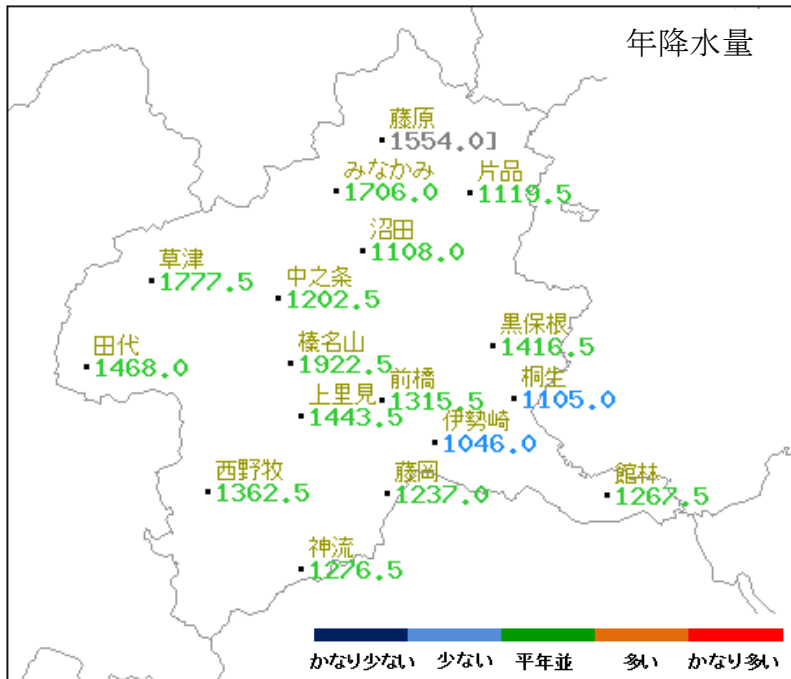 年降水量
藤原
1554.0]
みなかみ
1706.0
片品
1119.5
沼田
1108.0
草津
1777.5
中之条
1202.5
黒保根
1416.5
田代
1468.0
榛名山
1922.5
前橋
1315.5
桐生
1105.0
上里見
1443.5
伊勢崎
1046.0
西野牧
1362.5
藤岡
1237.0
館林
1267.5
神流
1276.5
かなり少ない 少ない 平年並 多い かなり多い